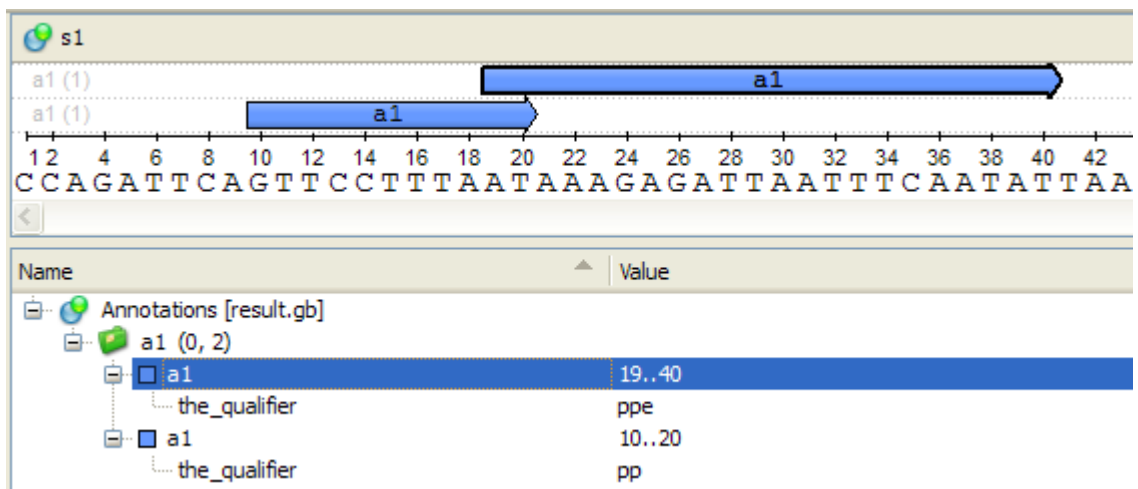 s1
a1 (1) a1
a1 (1) a1
1 2 4 6 8 10 12 14 16 18 20 22 24 26 28 30 32 34 36 38 40 42
CCAGATTCAGTTCCTTTAATAAAGAGATTAATTTCAATATTAA
Name Value
Annotations [result.gb]
a1 (0, 2)
a1 19..40
the_qualifier ppe
a1 10..20
the_qualifier pp